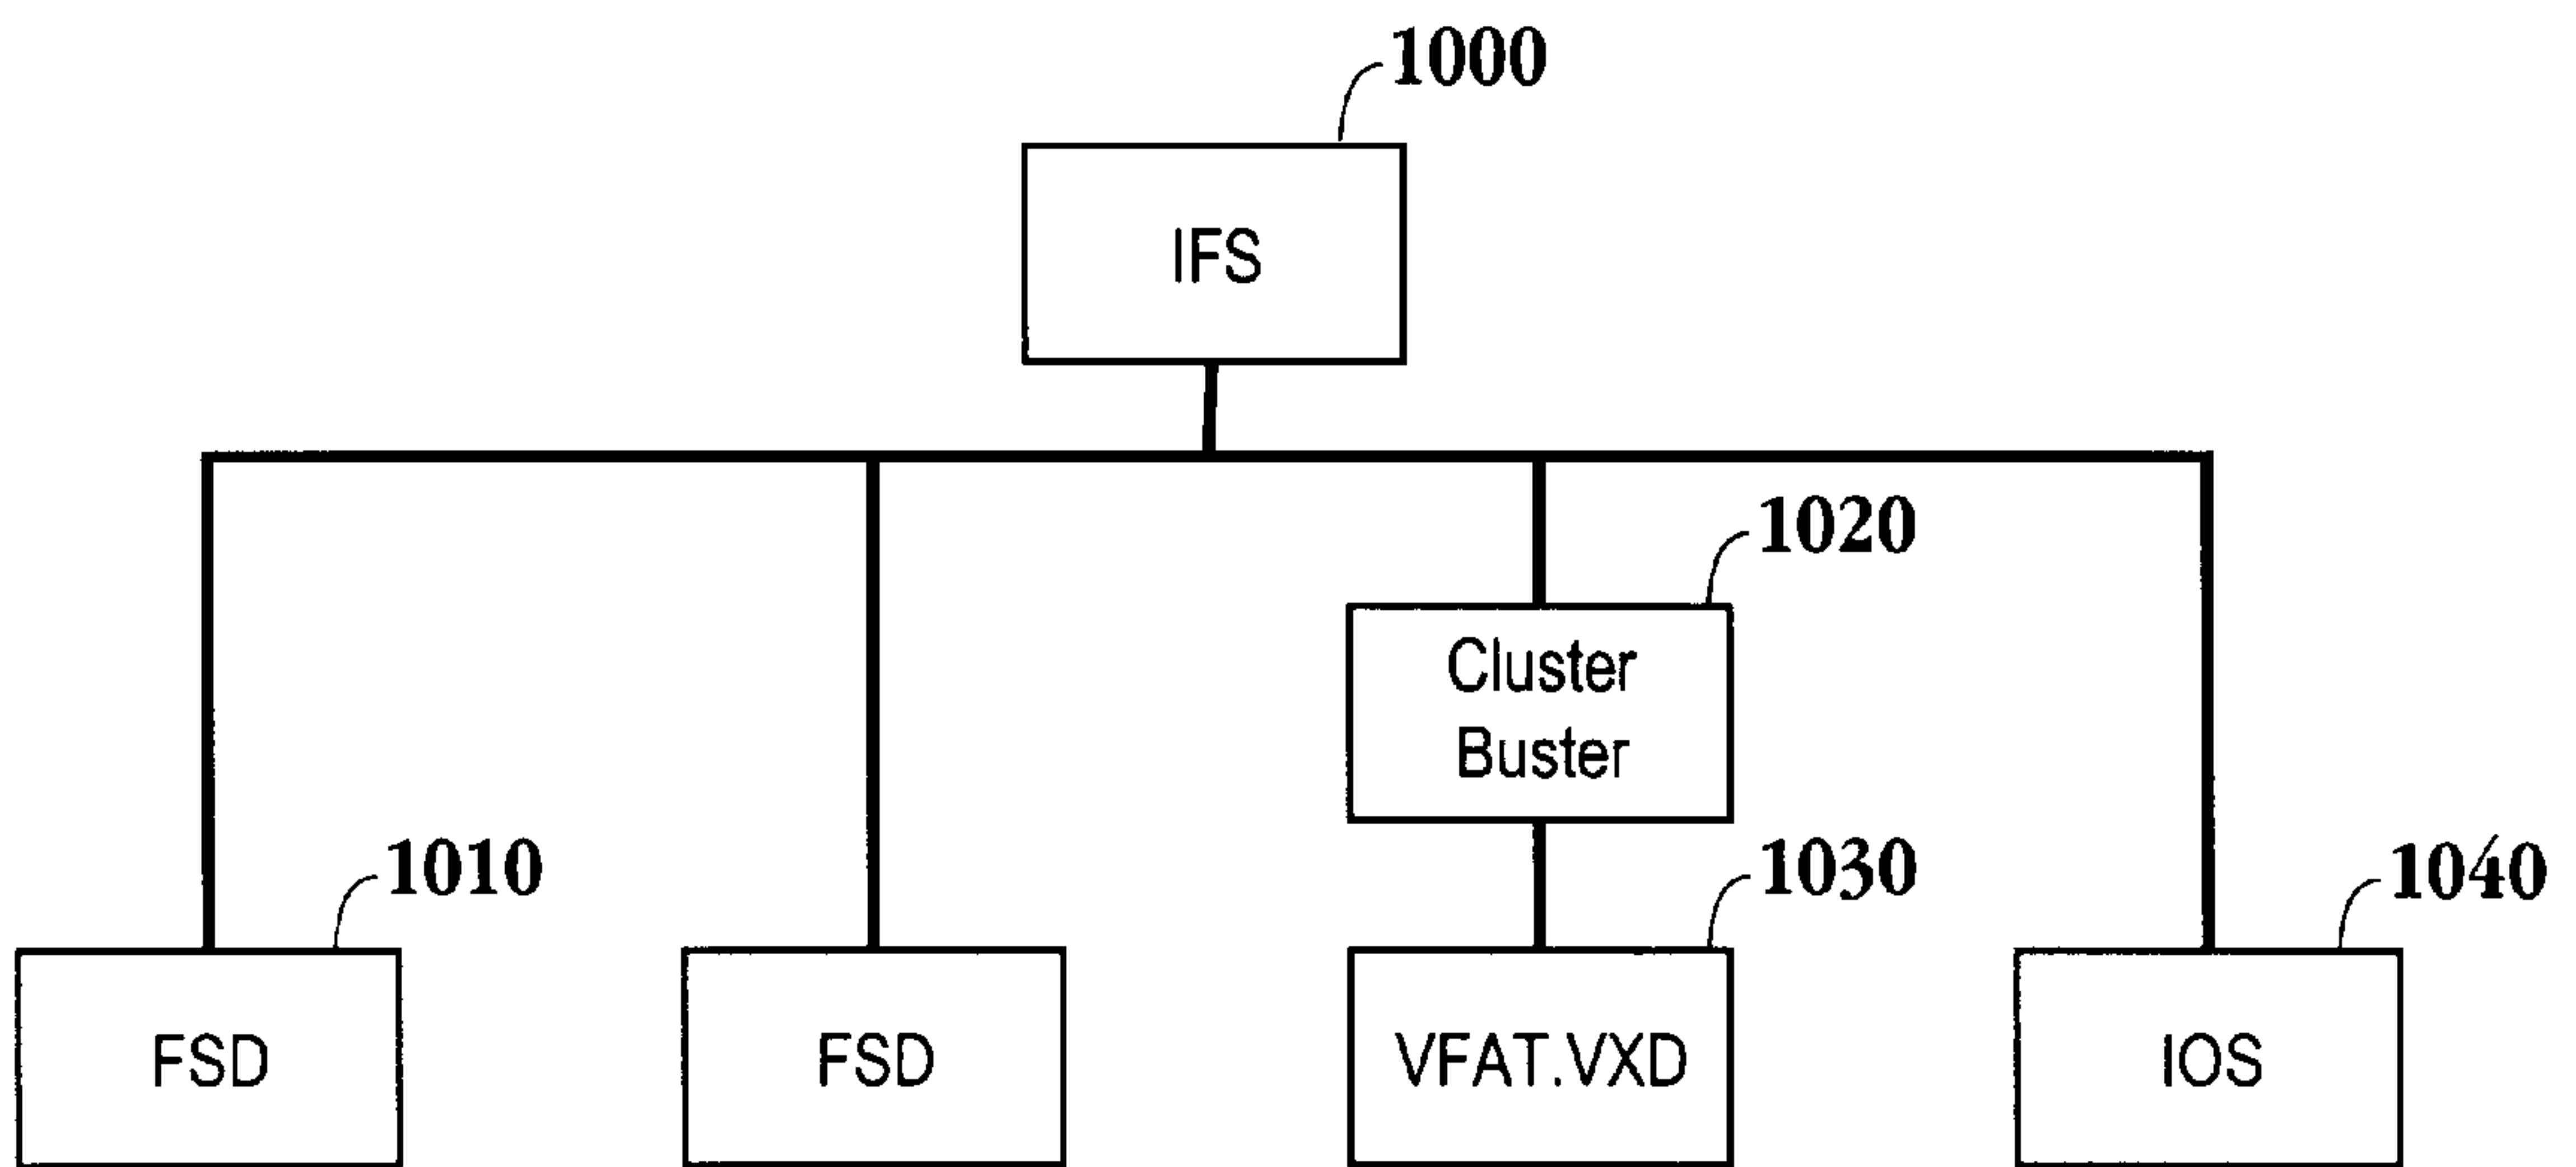 1000
IFS
1020
Cluster
Buster
1010
1030
1040
FSD
FSD
VFAT.VXD
IOS